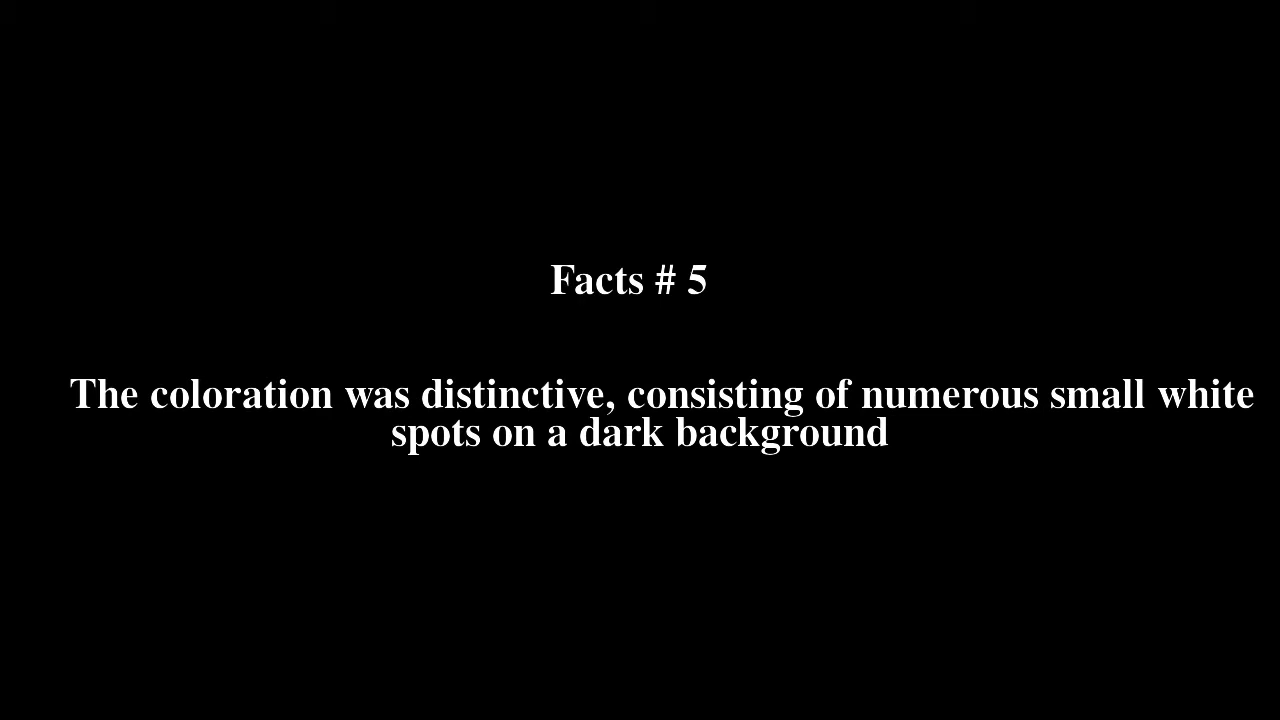 Facts # 5
The coloration was distinctive, consisting of numerous small white
spots on a dark background